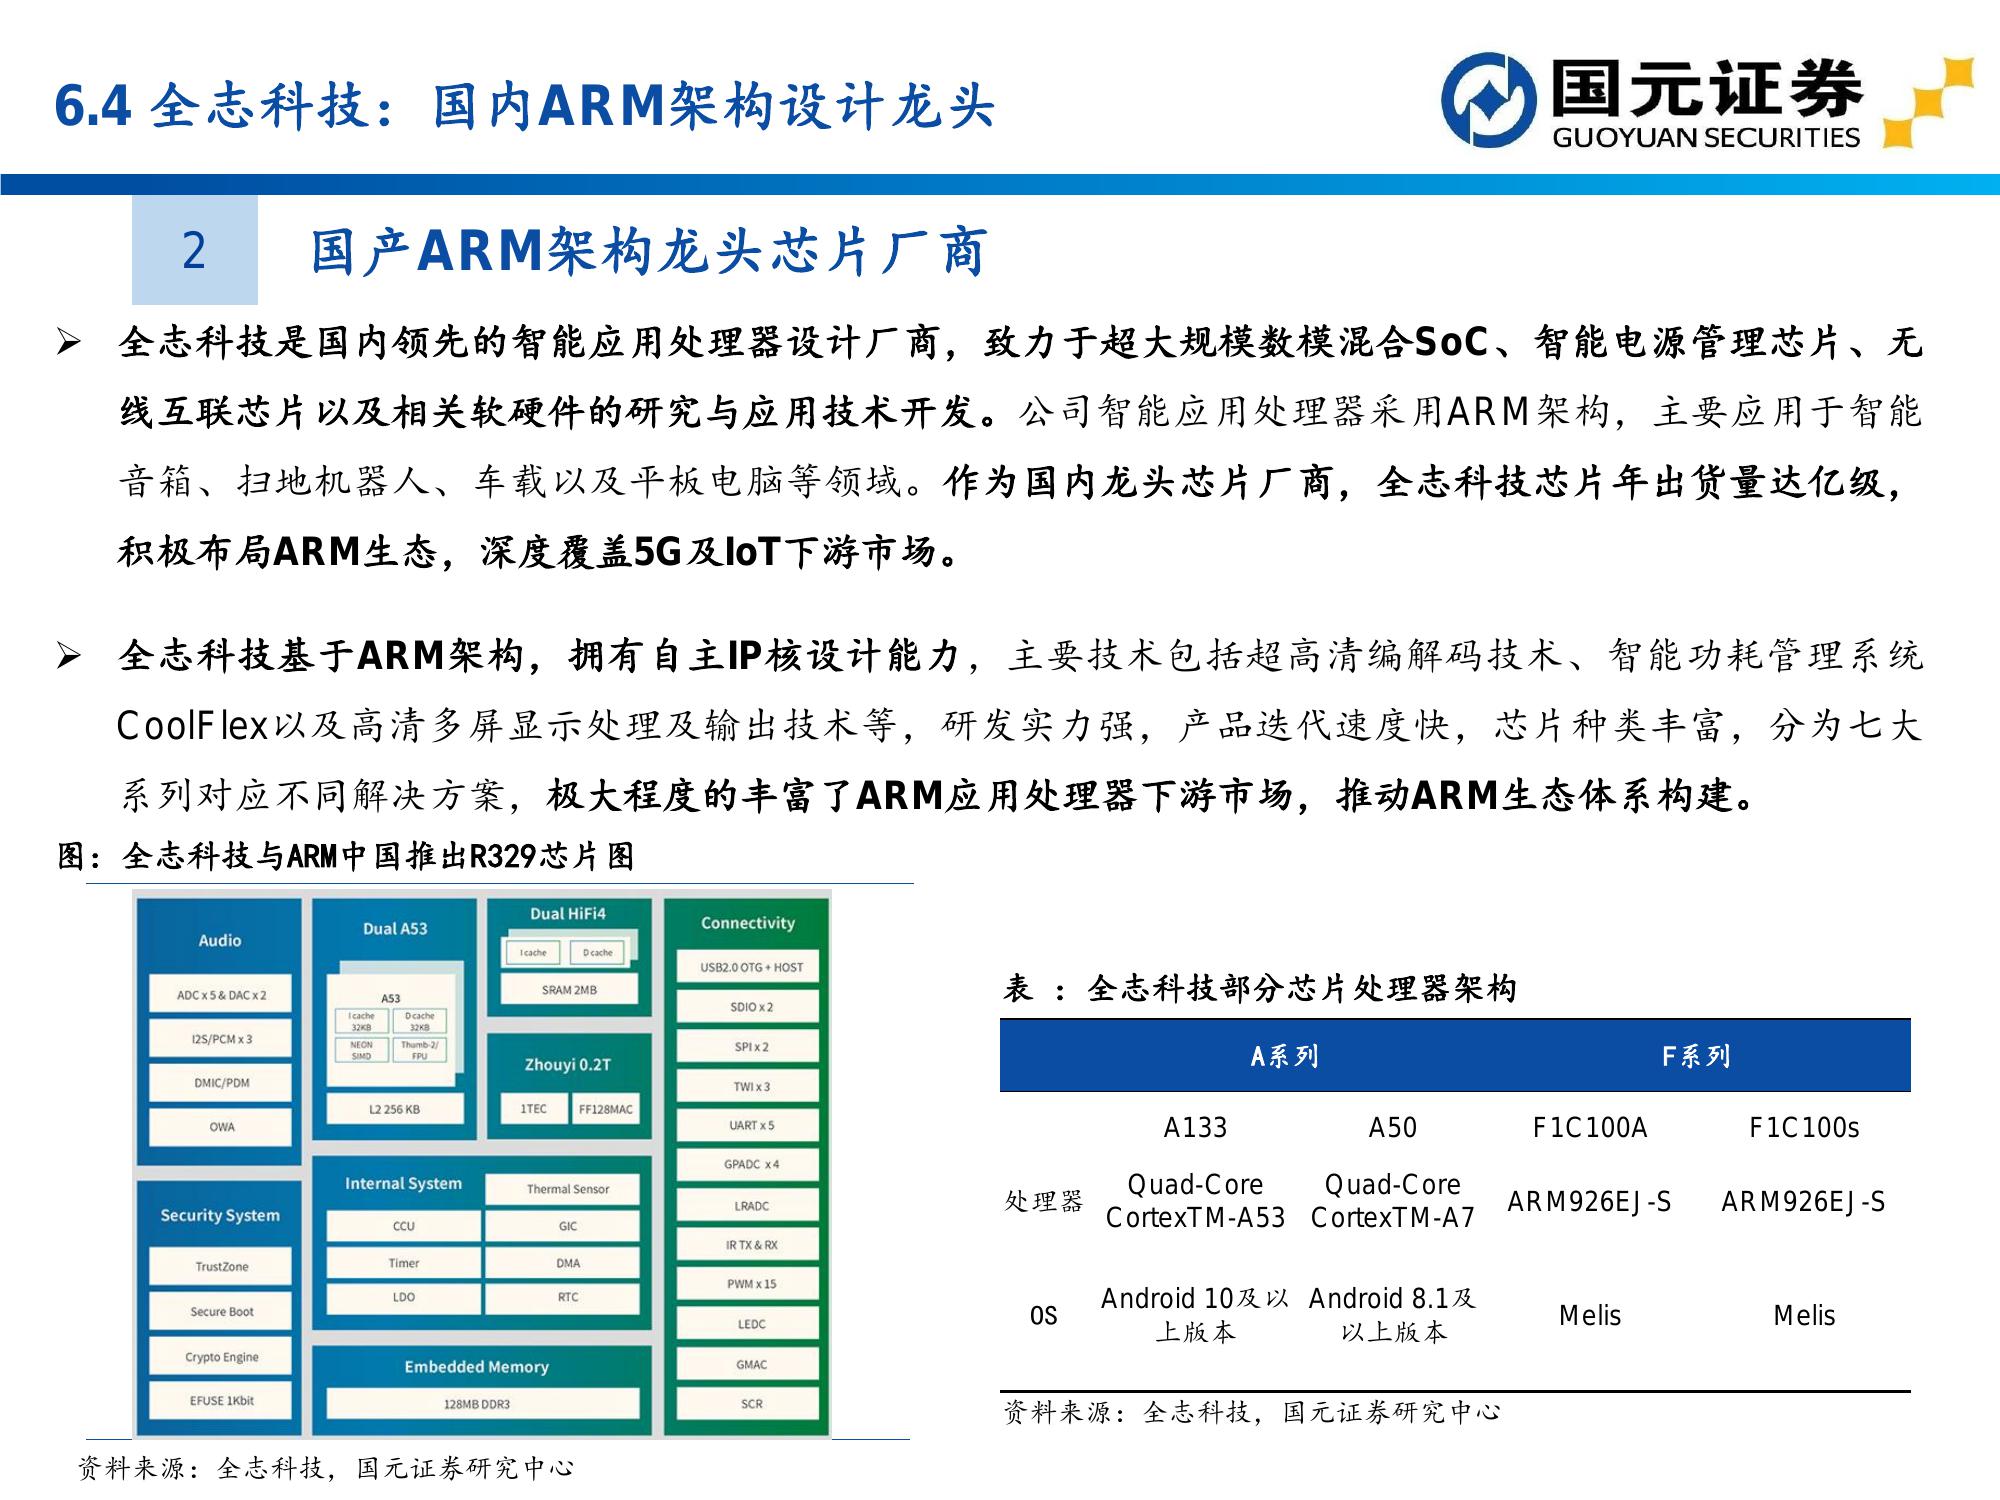 6.4 全志科技：国内ARM架构设计龙头
国元证券
GUOYUAN SECURITIES
2
国产ARM架构龙头芯片厂商
➢ 全志科技是国内领先的智能应用处理器设计厂商，致力于超大规模数模混合SoC、智能电源管理芯片、无
线互联芯片以及相关软硬件的研究与应用技术开发。公司智能应用处理器采用ARM架构，主要应用于智能
音箱、扫地机器人、车载以及平板电脑等领域。作为国内龙头芯片厂商，全志科技芯片年出货量达亿级，
积极布局ARM生态，深度覆盖5G及IoT下游市场。
➢ 全志科技基于ARM架构，拥有自主IP核设计能力，主要技术包括超高清编解码技术、智能功耗管理系统
CoolFlex以及高清多屏显示处理及输出技术等，研发实力强，产品迭代速度快，芯片种类丰富，分为七大
系列对应不同解决方案，极大程度的丰富了ARM应用处理器下游市场，推动ARM生态体系构建。
图：全志科技与ARM中国推出R329芯片图
Audio
ADC x 5 & DAC x 2
I2S/PCM x 3
DMIC/PDM
OWA
Security System
TrustZone
Secure Boot
Crypto Engine
EFUSE 1Kbit
Dual A53
A53
I cache 32KB
D cache 32KB
NEON SIMD
Thumb-2/ FPU
L2 256 KB
Dual HiFi4
I cache
D cache
SRAM 2MB
Zhouyi 0.2T
1TEC
FF128MAC
Internal System
Thermal Sensor
CCU
GIC
Timer
DMA
LDO
RTC
Embedded Memory
128MB DDR3
Connectivity
USB2.0 OTG + HOST
SDIO x 2
SPI x 2
TWI x 3
UART x 5
GPADC x 4
LRADC
IR TX & RX
PWM x 15
LEDC
GMAC
SCR
资料来源：全志科技，国元证券研究中心
表 ：全志科技部分芯片处理器架构
A系列 F系列
A133 A50 F1C100A F1C100s
处理器 Quad-Core CortexTM-A53 Quad-Core CortexTM-A7 ARM926EJ-S ARM926EJ-S
OS Android 10及以上版本 Android 8.1及以上版本 Melis Melis
资料来源：全志科技，国元证券研究中心